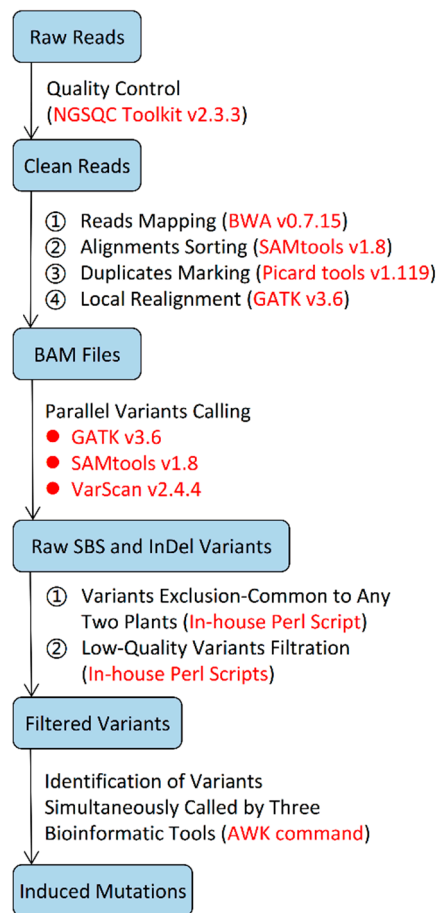 Raw Reads
Quality Control
(NGSQC Toolkit v2.3.3)
Clean Reads
① Reads Mapping (BWA v0.7.15)
② Alignments Sorting (SAMtools v1.8)
③ Duplicates Marking (Picard tools v1.119)
④ Local Realignment (GATK v3.6)
BAM Files
Parallel Variants Calling
● GATK v3.6
● SAMtools v1.8
● VarScan v2.4.4
Raw SBS and InDel Variants
① Variants Exclusion-Common to Any
Two Plants (In-house Perl Script)
② Low-Quality Variants Filtration
(In-house Perl Scripts)
Filtered Variants
Identification of Variants
Simultaneously Called by Three
Bioinformatic Tools (AWK command)
Induced Mutations